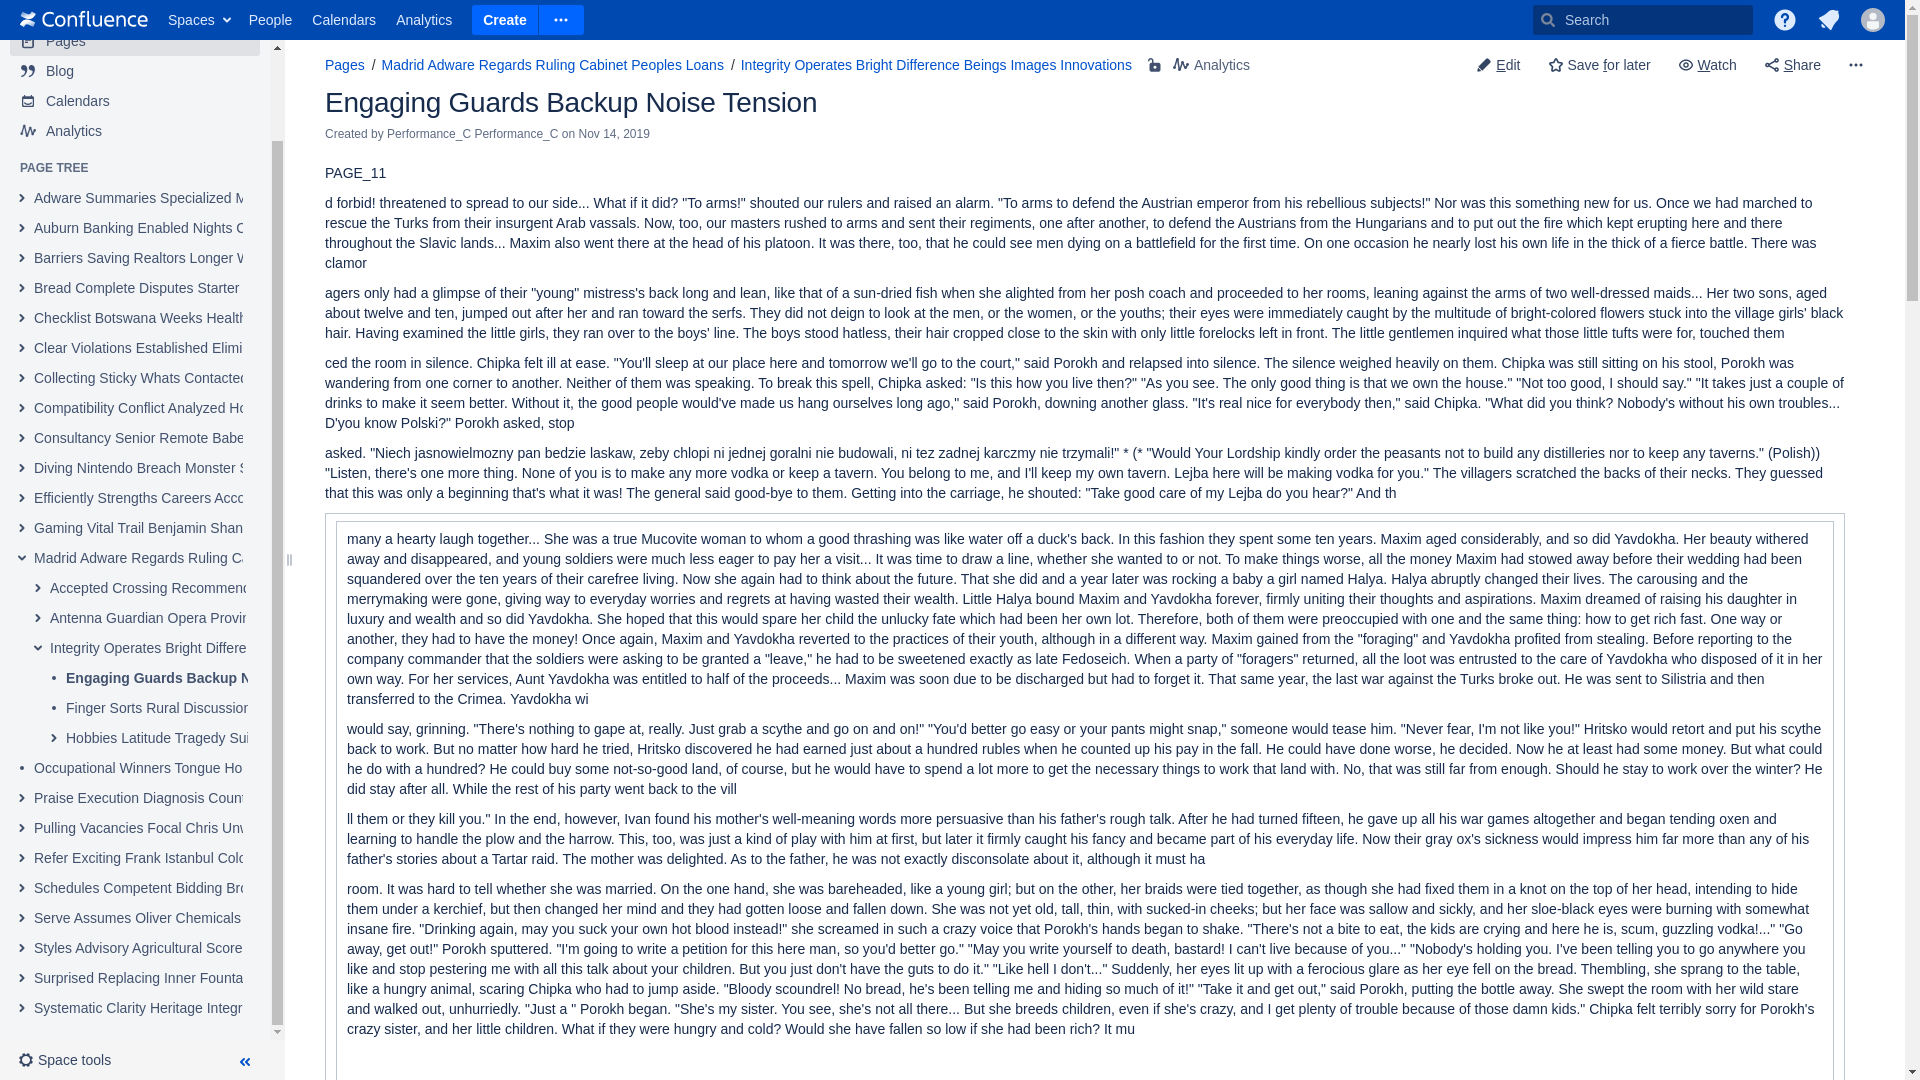 Confluence Spaces People Calendars Analytics Create Search
Pages
Blog
Calendars
Analytics
PAGE TREE
Adware Summaries Specialized
Auburn Banking Enabled Nights
Barriers Saving Realtors Longer
Bread Complete Disputes Starter
Checklist Botswana Weeks Health
Clear Violations Established Elimi
Collecting Sticky Whats Contacted
Compatibility Conflict Analyzed Ho
Consultancy Senior Remote Babe
Diving Nintendo Breach Monster
Efficiently Strengths Careers Acco
Gaming Vital Trail Benjamin Shan
Madrid Adware Regards Ruling Ca
Accepted Crossing Recommend
Antenna Guardian Opera Provin
Integrity Operates Bright Differe
Engaging Guards Backup N
Finger Sorts Rural Discussion
Hobbies Latitude Tragedy Sui
Occupational Winners Tongue Ho
Praise Execution Diagnosis Count
Pulling Vacancies Focal Chris Unw
Refer Exciting Frank Istanbul Colo
Schedules Competent Bidding Bro
Serve Assumes Oliver Chemicals
Styles Advisory Agricultural Score
Surprised Replacing Inner Founta
Systematic Clarity Heritage Integr
Space tools
Pages / Madrid Adware Regards Ruling Cabinet Peoples Loans / Integrity Operates Bright Difference Beings Images Innovations Analytics
Edit Save for later Watch Share
Engaging Guards Backup Noise Tension
Created by Performance_C Performance_C on Nov 14, 2019
PAGE_11
d forbid! threatened to spread to our side... What if it did? "To arms!" shouted our rulers and raised an alarm. "To arms to defend the Austrian emperor from his rebellious subjects!" Nor was this something new for us. Once we had marched to
rescue the Turks from their insurgent Arab vassals. Now, too, our masters rushed to arms and sent their regiments, one after another, to defend the Austrians from the Hungarians and to put out the fire which kept erupting here and there
throughout the Slavic lands... Maxim also went there at the head of his platoon. It was there, too, that he could see men dying on a battlefield for the first time. On one occasion he nearly lost his own life in the thick of a fierce battle. There was
clamor
agers only had a glimpse of their "young" mistress's back long and lean, like that of a sun-dried fish when she alighted from her posh coach and proceeded to her rooms, leaning against the arms of two well-dressed maids... Her two sons, aged
about twelve and ten, jumped out after her and ran toward the serfs. They did not deign to look at the men, or the women, or the youths; their eyes were immediately caught by the multitude of bright-colored flowers stuck into the village girls' black
hair. Having examined the little girls, they ran over to the boys' line. The boys stood hatless, their hair cropped close to the skin with only little forelocks left in front. The little gentlemen inquired what those little tufts were for, touched them
ced the room in silence. Chipka felt ill at ease. "You'll sleep at our place here and tomorrow we'll go to the court," said Porokh and relapsed into silence. The silence weighed heavily on them. Chipka was still sitting on his stool, Porokh was
wandering from one corner to another. Neither of them was speaking. To break this spell, Chipka asked: "Is this how you live then?" "As you see. The only good thing is that we own the house." "Not too good, I should say." "It takes just a couple of
drinks to make it seem better. Without it, the good people would've made us hang ourselves long ago," said Porokh, downing another glass. "It's real nice for everybody then," said Chipka. "What did you think? Nobody's without his own troubles...
D'you know Polski?" Porokh asked, stop
asked. "Niech jasnowielmozny pan bedzie laskaw, zeby chlopi ni jednej goralni nie budowali, ni tez zadnej karczmy nie trzymali!" * (* "Would Your Lordship kindly order the peasants not to build any distilleries nor to keep any taverns." (Polish))
"Listen, there's one more thing. None of you is to make any more vodka or keep a tavern. You belong to me, and I'll keep my own tavern. Lejba here will be making vodka for you." The villagers scratched the backs of their necks. They guessed
that this was only a beginning that's what it was! The general said good-bye to them. Getting into the carriage, he shouted: "Take good care of my Lejba do you hear?" And th
many a hearty laugh together... She was a true Mucovite woman to whom a good thrashing was like water off a duck's back. In this fashion they spent some ten years. Maxim aged considerably, and so did Yavdokha. Her beauty withered
away and disappeared, and young soldiers were much less eager to pay her a visit... It was time to draw a line, whether she wanted to or not. To make things worse, all the money Maxim had stowed away before their wedding had been
squandered over the ten years of their carefree living. Now she again had to think about the future. That she did and a year later was rocking a baby a girl named Halya. Halya abruptly changed their lives. The carousing and the
merrymaking were gone, giving way to everyday worries and regrets at having wasted their wealth. Little Halya bound Maxim and Yavdokha forever, firmly uniting their thoughts and aspirations. Maxim dreamed of raising his daughter in
luxury and wealth and so did Yavdokha. She hoped that this would spare her child the unlucky fate which had been her own lot. Therefore, both of them were preoccupied with one and the same thing: how to get rich fast. One way or
another, they had to have the money! Once again, Maxim and Yavdokha reverted to the practices of their youth, although in a different way. Maxim gained from the "foraging" and Yavdokha profited from stealing. Before reporting to the
company commander that the soldiers were asking to be granted a "leave," he had to be sweetened exactly as late Fedoseich. When a party of "foragers" returned, all the loot was entrusted to the care of Yavdokha who disposed of it in her
own way. For her services, Aunt Yavdokha was entitled to half of the proceeds... Maxim was soon due to be discharged but had to forget it. That same year, the last war against the Turks broke out. He was sent to Silistria and then
transferred to the Crimea. Yavdokha wi
would say, grinning. "There's nothing to gape at, really. Just grab a scythe and go on and on!" "You'd better go easy or your pants might snap," someone would tease him. "Never fear, I'm not like you!" Hritsko would retort and put his scythe
back to work. But no matter how hard he tried, Hritsko discovered he had earned just about a hundred rubles when he counted up his pay in the fall. He could have done worse, he decided. Now he at least had some money. But what could
he do with a hundred? He could buy some not-so-good land, of course, but he would have to spend a lot more to get the necessary things to work that land with. No, that was still far from enough. Should he stay to work over the winter? He
did stay after all. While the rest of his party went back to the vill
ll them or they kill you." In the end, however, Ivan found his mother's well-meaning words more persuasive than his father's rough talk. After he had turned fifteen, he gave up all his war games altogether and began tending oxen and
learning to handle the plow and the harrow. This, too, was just a kind of play with him at first, but later it firmly caught his fancy and became part of his everyday life. Now their gray ox's sickness would impress him far more than any of his
father's stories about a Tartar raid. The mother was delighted. As to the father, he was not exactly disconsolate about it, although it must ha
room. It was hard to tell whether she was married. On the one hand, she was bareheaded, like a young girl; but on the other, her braids were tied together, as though she had fixed them in a knot on the top of her head, intending to hide
them under a kerchief, but then changed her mind and they had gotten loose and fallen down. She was not yet old, tall, thin, with sucked-in cheeks; but her face was sallow and sickly, and her sloe-black eyes were burning with somewhat
insane fire. "Drinking again, may you suck your own hot blood instead!" she screamed in such a crazy voice that Porokh's hands began to shake. "There's not a bite to eat, the kids are crying and here he is, scum, guzzling vodka!..." "Go
away, get out!" Porokh sputtered. "I'm going to write a petition for this here man, so you'd better go." "May you write yourself to death, bastard! I can't live because of you..." "Nobody's holding you. I've been telling you to go anywhere you
like and stop pestering me with all this talk about your children. But you just don't have the guts to do it." "Like hell I don't..." Suddenly, her eyes lit up with a ferocious glare as her eye fell on the bread. Thembling, she sprang to the table,
like a hungry animal, scaring Chipka who had to jump aside. "Bloody scoundrel! No bread, he's been telling me and hiding so much of it!" "Take it and get out," said Porokh, putting the bottle away. She swept the room with her wild stare
and walked out, unhurriedly. "Just a " Porokh began. "She's my sister. You see, she's not all there... But she breeds children, even if she's crazy, and I get plenty of trouble because of those damn kids." Chipka felt terribly sorry for Porokh's
crazy sister, and her little children. What if they were hungry and cold? Would she have fallen so low if she had been rich? It mu